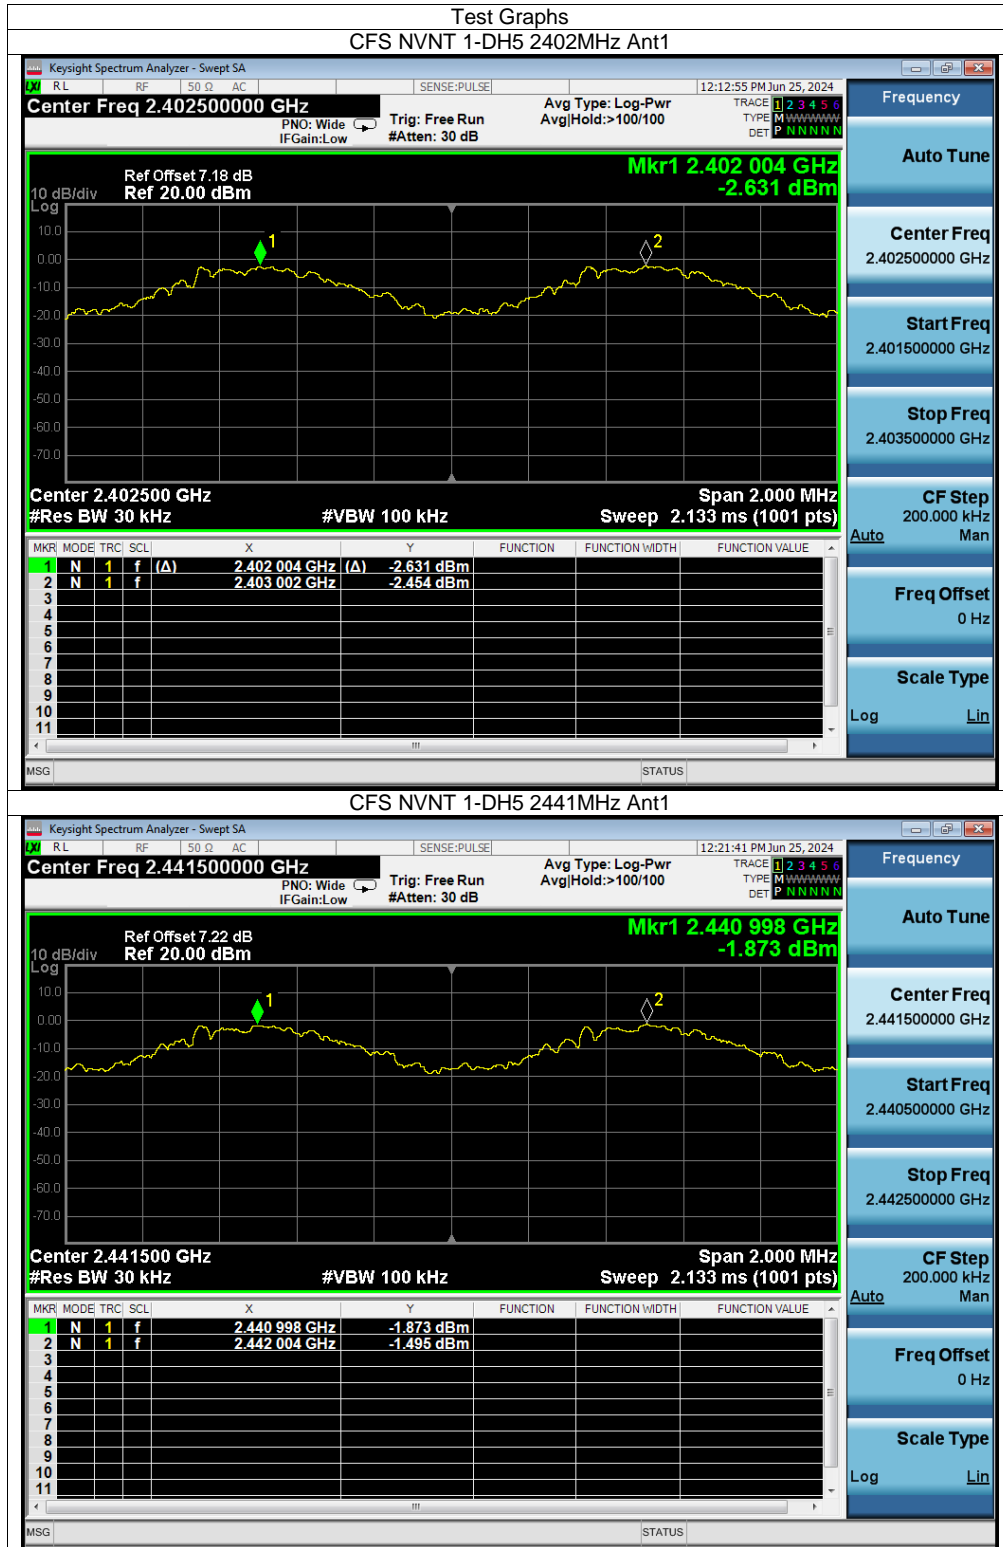 Test Graphs
CFS NVNT 1-DH5 2402MHz Ant1
Keysight Spectrum Analyzer - Swept SA
LXI RL RF 50 Ω AC SENSE:PULSE 12:12:55 PM Jun 25, 2024
Center Freq 2.402500000 GHz Avg Type: Log-Pwr TRACE 1 2 3 4 5 6
PNO: Wide Trig: Free Run Avg|Hold:>100/100 TYPE M WWWWW
IFGain:Low #Atten: 30 dB DET P N N N N N
Frequency
Auto Tune
Mkr1 2.402 004 GHz
-2.631 dBm
Ref Offset 7.18 dB
10 dB/div Ref 20.00 dBm
Log
10.0
0.00
-10.0
-20.0
-30.0
-40.0
-50.0
-60.0
-70.0
1
2
Center Freq
2.402500000 GHz
Start Freq
2.401500000 GHz
Stop Freq
2.403500000 GHz
Center 2.402500 GHz Span 2.000 MHz
#Res BW 30 kHz #VBW 100 kHz Sweep 2.133 ms (1001 pts)
CF Step
200.000 kHz
Auto Man
MKR MODE TRC SCL X Y FUNCTION FUNCTION WIDTH FUNCTION VALUE
1 N 1 f (Δ) 2.402 004 GHz (Δ) -2.631 dBm
2 N 1 f 2.403 002 GHz -2.454 dBm
3
4
5
6
7
8
9
10
11
Freq Offset
0 Hz
Scale Type
Log Lin
MSG STATUS
CFS NVNT 1-DH5 2441MHz Ant1
Keysight Spectrum Analyzer - Swept SA
LXI RL RF 50 Ω AC SENSE:PULSE 12:21:41 PM Jun 25, 2024
Center Freq 2.441500000 GHz Avg Type: Log-Pwr TRACE 1 2 3 4 5 6
PNO: Wide Trig: Free Run Avg|Hold:>100/100 TYPE M WWWWW
IFGain:Low #Atten: 30 dB DET P N N N N N
Frequency
Auto Tune
Mkr1 2.440 998 GHz
-1.873 dBm
Ref Offset 7.22 dB
10 dB/div Ref 20.00 dBm
Log
10.0
0.00
-10.0
-20.0
-30.0
-40.0
-50.0
-60.0
-70.0
1
2
Center Freq
2.441500000 GHz
Start Freq
2.440500000 GHz
Stop Freq
2.442500000 GHz
Center 2.441500 GHz Span 2.000 MHz
#Res BW 30 kHz #VBW 100 kHz Sweep 2.133 ms (1001 pts)
CF Step
200.000 kHz
Auto Man
MKR MODE TRC SCL X Y FUNCTION FUNCTION WIDTH FUNCTION VALUE
1 N 1 f 2.440 998 GHz -1.873 dBm
2 N 1 f 2.442 004 GHz -1.495 dBm
3
4
5
6
7
8
9
10
11
Freq Offset
0 Hz
Scale Type
Log Lin
MSG STATUS